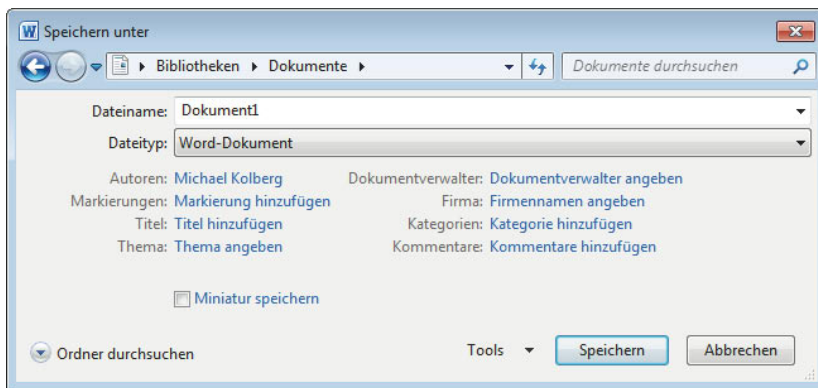 Speichern unter
Bibliotheken Dokumente Dokumente durchsuchen
Dateiname: Dokument1
Dateityp: Word-Dokument
Autoren: Michael Kolberg Dokumentverwalter: Dokumentverwalter angeben
Markierungen: Markierung hinzufügen Firma: Firmennamen angeben
Titel: Titel hinzufügen Kategorien: Kategorie hinzufügen
Thema: Thema angeben Kommentare: Kommentare hinzufügen
Miniatur speichern
Ordner durchsuchen Tools Speichern Abbrechen